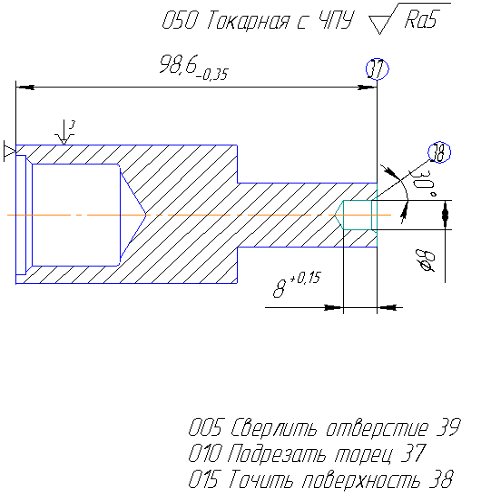 050 Токарная с ЧПУ Ra5
98,6 -0,35
37
3
38
30°
8 +0,15
⌀8
005 Сверлить отверстие 39
010 Подрезать торец 37
015 Точить поверхность 38